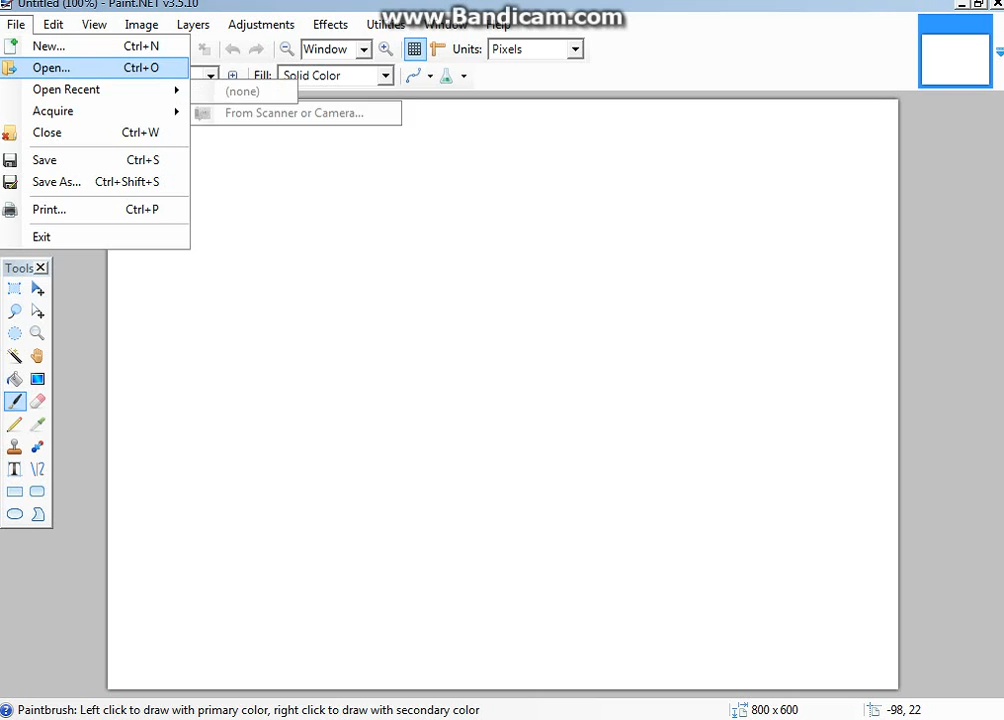 Untitled (100%) - Paint.NET v3.5.10
www.Bandicam.com
File Edit View Image Layers Adjustments Effects Utilities Window Help
New... Ctrl+N
Window Units: Pixels
Open... Ctrl+O
Fill: Solid Color
Open Recent
(none)
Acquire
From Scanner or Camera...
Close Ctrl+W
Save Ctrl+S
Save As... Ctrl+Shift+S
Print... Ctrl+P
Exit
Tools
Paintbrush: Left click to draw with primary color, right click to draw with secondary color 800 x 600 -98, 22